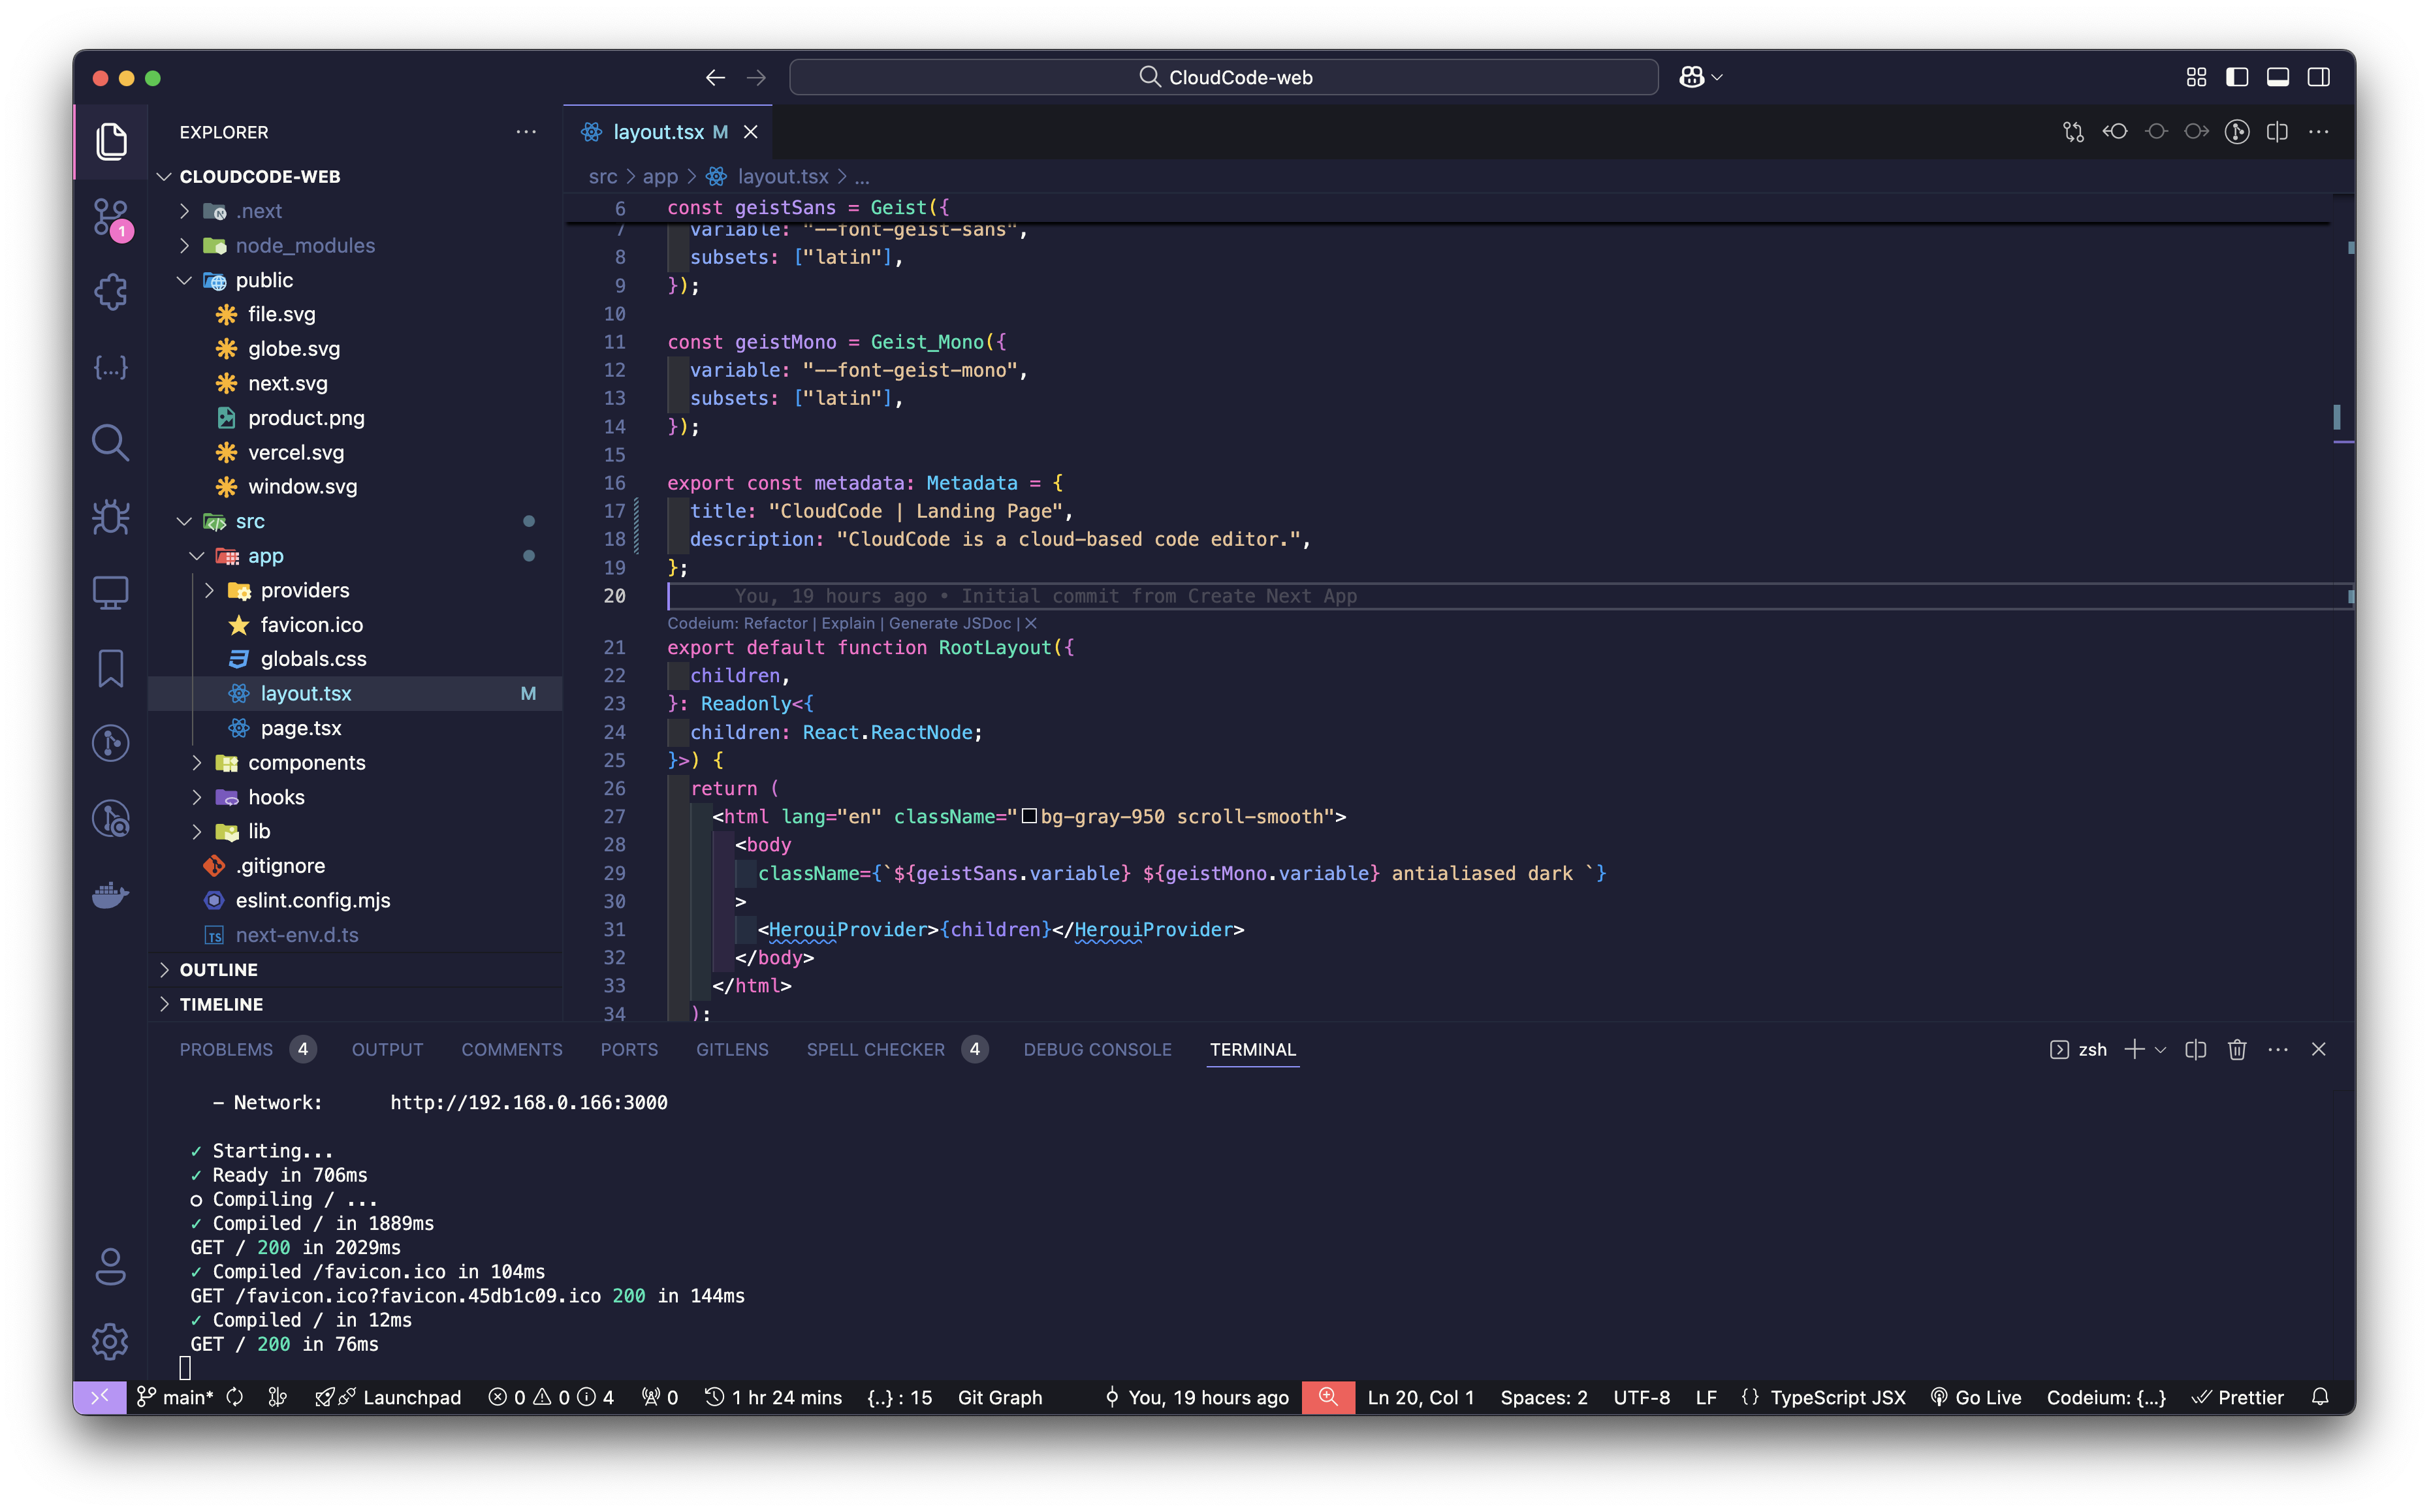 CloudCode-web
EXPLORER
CLOUDCODE-WEB
.next
node_modules
public
file.svg
globe.svg
next.svg
product.png
vercel.svg
window.svg
src
app
providers
favicon.ico
globals.css
layout.tsx M
page.tsx
components
hooks
lib
.gitignore
eslint.config.mjs
TS next-env.d.ts
OUTLINE
TIMELINE
1
{...}
layout.tsx M
src > app > layout.tsx > ...
6 const geistSans = Geist({
7 variable: "--font-geist-sans",
8 subsets: ["latin"],
9 });
10
11 const geistMono = Geist_Mono({
12 variable: "--font-geist-mono",
13 subsets: ["latin"],
14 });
15
16 export const metadata: Metadata = {
17 title: "CloudCode | Landing Page",
18 description: "CloudCode is a cloud-based code editor.",
19 };
20 You, 19 hours ago • Initial commit from Create Next App
Codeium: Refactor | Explain | Generate JSDoc | ×
21 export default function RootLayout({
22 children,
23 }: Readonly<{
24 children: React.ReactNode;
25 }>) {
26 return (
27 <html lang="en" className="bg-gray-950 scroll-smooth">
28 <body
29 className={`${geistSans.variable} ${geistMono.variable} antialiased dark `}
30 >
31 <HerouiProvider>{children}</HerouiProvider>
32 </body>
33 </html>
34 );
PROBLEMS 4 OUTPUT COMMENTS PORTS GITLENS SPELL CHECKER 4 DEBUG CONSOLE TERMINAL zsh
- Network: http://192.168.0.166:3000
✓ Starting...
✓ Ready in 706ms
○ Compiling / ...
✓ Compiled / in 1889ms
GET / 200 in 2029ms
✓ Compiled /favicon.ico in 104ms
GET /favicon.ico?favicon.45db1c09.ico 200 in 144ms
✓ Compiled / in 12ms
GET / 200 in 76ms
main* Launchpad 0 0 4 0 1 hr 24 mins {..} : 15 Git Graph You, 19 hours ago Ln 20, Col 1 Spaces: 2 UTF-8 LF {} TypeScript JSX Go Live Codeium: {...} Prettier